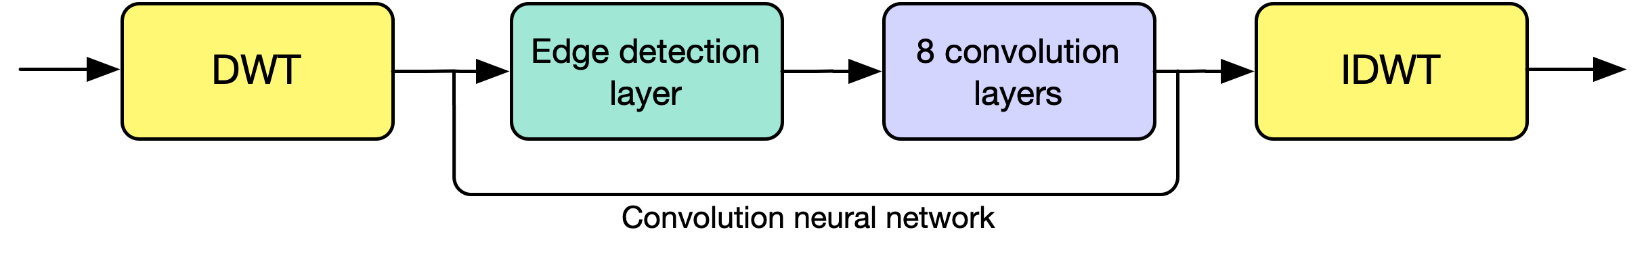 DWT
Edge detection
layer
8 convolution
layers
IDWT
Convolution neural network